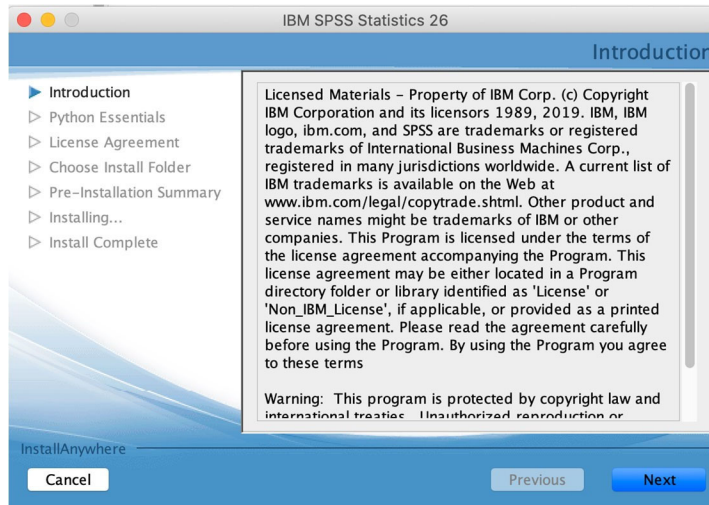 IBM SPSS Statistics 26
Introduction
Introduction
Python Essentials
License Agreement
Choose Install Folder
Pre-Installation Summary
Installing...
Install Complete
Licensed Materials – Property of IBM Corp. (c) Copyright
IBM Corporation and its licensors 1989, 2019. IBM, IBM
logo, ibm.com, and SPSS are trademarks or registered
trademarks of International Business Machines Corp.,
registered in many jurisdictions worldwide. A current list of
IBM trademarks is available on the Web at
www.ibm.com/legal/copytrade.shtml. Other product and
service names might be trademarks of IBM or other
companies. This Program is licensed under the terms of
the license agreement accompanying the Program. This
license agreement may be either located in a Program
directory folder or library identified as 'License' or
'Non_IBM_License', if applicable, or provided as a printed
license agreement. Please read the agreement carefully
before using the Program. By using the Program you agree
to these terms
Warning: This program is protected by copyright law and
international treaties. Unauthorized reproduction or
InstallAnywhere
Cancel
Previous
Next